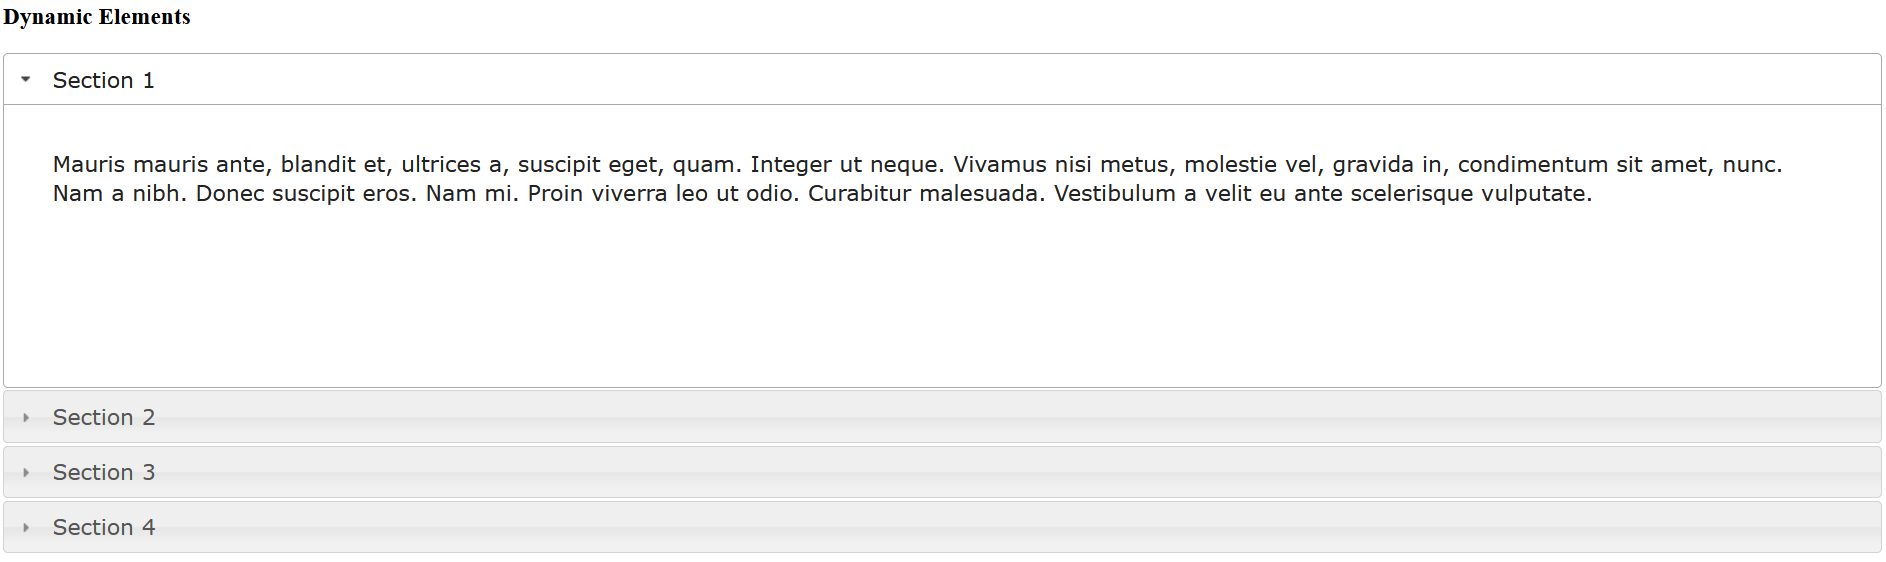 Dynamic Elements
Section 1
Mauris mauris ante, blandit et, ultrices a, suscipit eget, quam. Integer ut neque. Vivamus nisi metus, molestie vel, gravida in, condimentum sit amet, nunc.
Nam a nibh. Donec suscipit eros. Nam mi. Proin viverra leo ut odio. Curabitur malesuada. Vestibulum a velit eu ante scelerisque vulputate.
Section 2
Section 3
Section 4